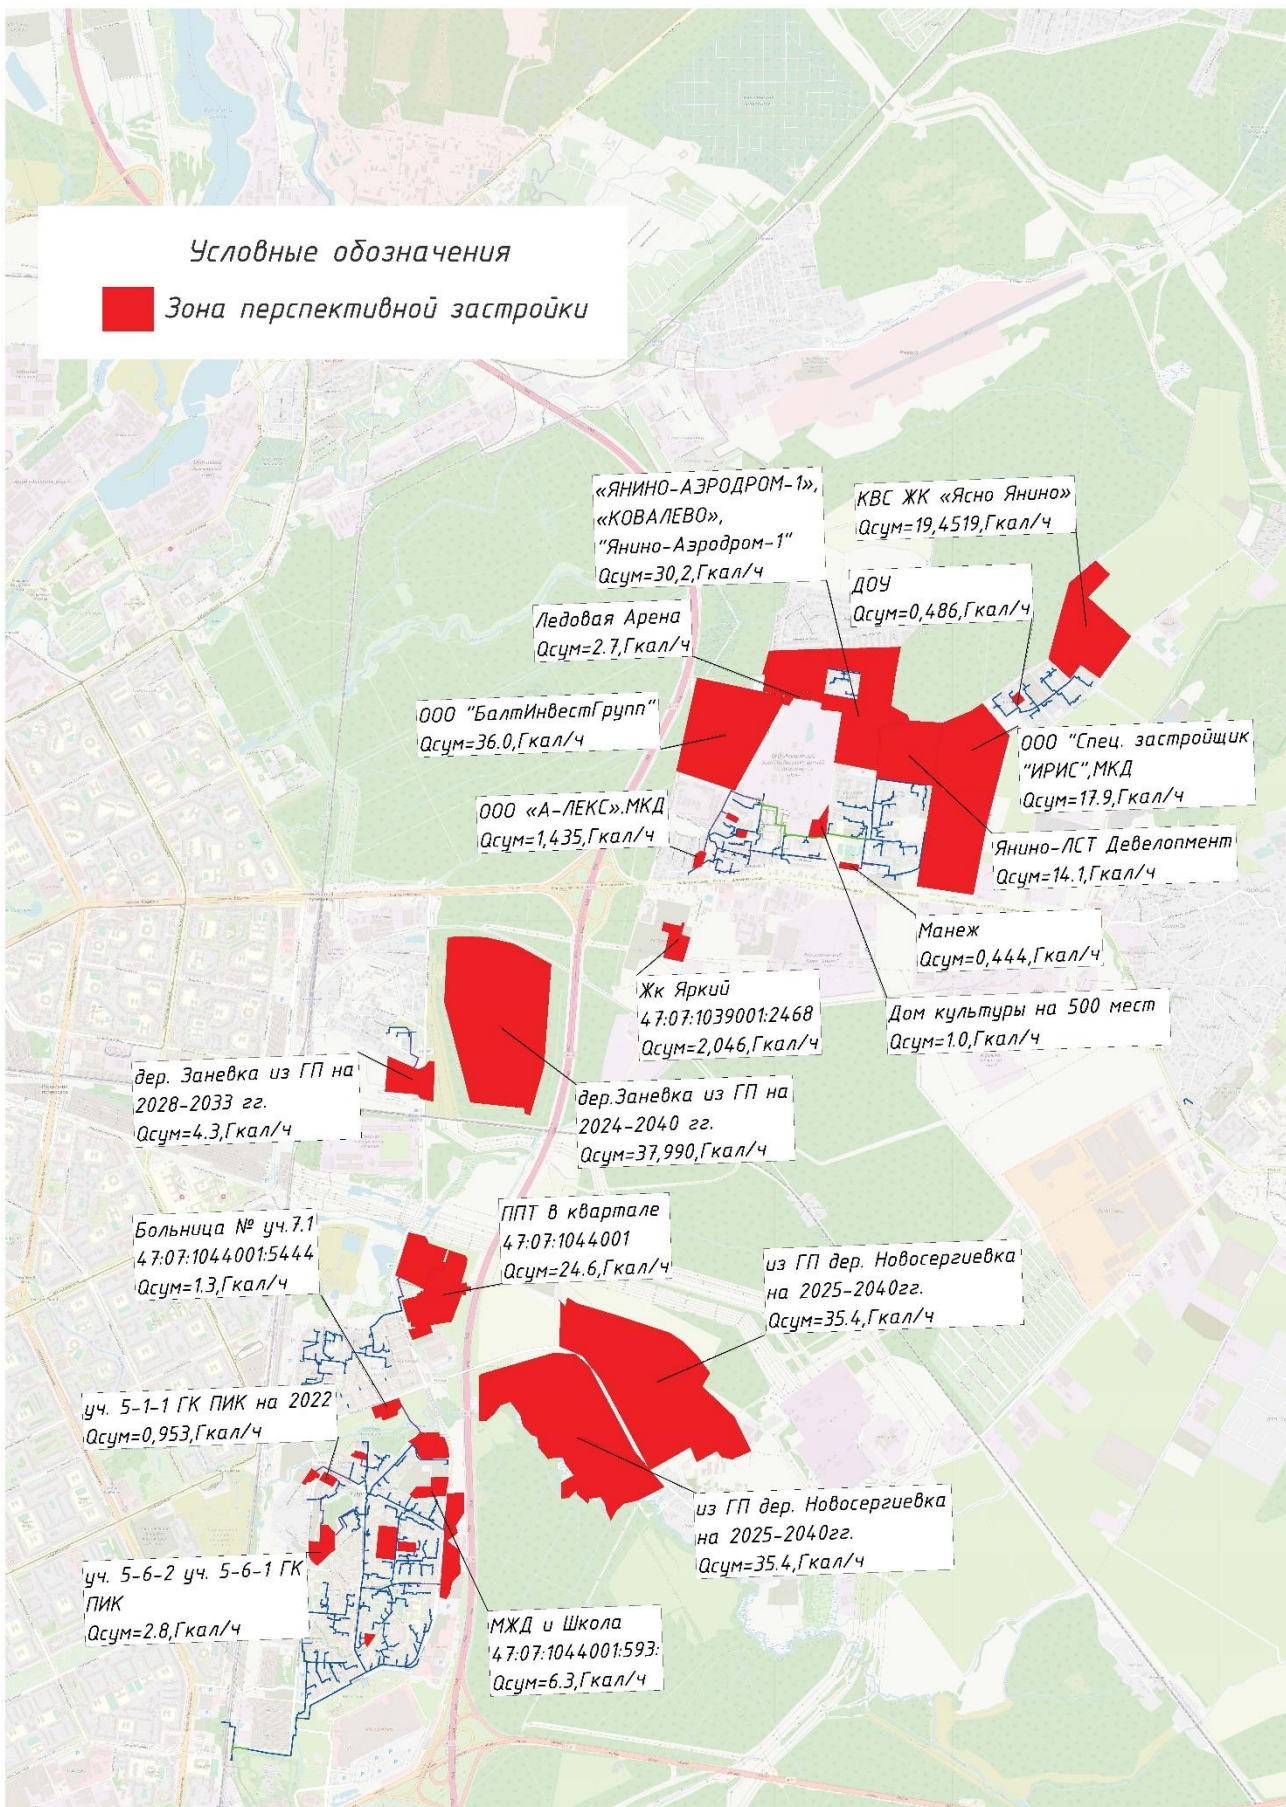 Условные обозначения
Зона перспективной застройки
«ЯНИНО-АЭРОДРОМ-1»,
«КОВАЛЕВО»,
"Янино-Аэродром-1"
Qсум=30,2,Гкал/ч
КВС ЖК «Ясно Янино»
Qсум=19,4519,Гкал/ч
ДОУ
Qсум=0,486,Гкал/ч
Ледовая Арена
Qсум=2.7,Гкал/ч
ООО "БалтИнвестГрупп"
Qсум=36.0,Гкал/ч
ООО "Спец. застройщик
"ИРИС",МКД
Qсум=17.9,Гкал/ч
ООО «А-ЛЕКС».МКД
Qсум=1,435,Гкал/ч
Янино-ЛСТ Девелопмент
Qсум=14.1,Гкал/ч
Манеж
Qсум=0,444,Гкал/ч
Жк Яркий
47:07:1039001:2468
Qсум=2,046,Гкал/ч
Дом культуры на 500 мест
Qсум=1.0,Гкал/ч
дер. Заневка из ГП на
2028-2033 гг.
Qсум=4.3,Гкал/ч
дер.Заневка из ГП на
2024-2040 гг.
Qсум=37,990,Гкал/ч
Больница № уч.7.1
47:07:1044001:5444
Qсум=1.3,Гкал/ч
ППТ в квартале
47:07:1044001
Qсум=24.6,Гкал/ч
из ГП дер. Новосергиевка
на 2025-2040гг.
Qсум=35.4,Гкал/ч
уч. 5-1-1 ГК ПИК на 2022
Qсум=0,953,Гкал/ч
из ГП дер. Новосергиевка
на 2025-2040гг.
Qсум=35.4,Гкал/ч
уч. 5-6-2 уч. 5-6-1 ГК
ПИК
Qсум=2.8,Гкал/ч
МЖД и Школа
47:07:1044001:593:
Qсум=6.3,Гкал/ч